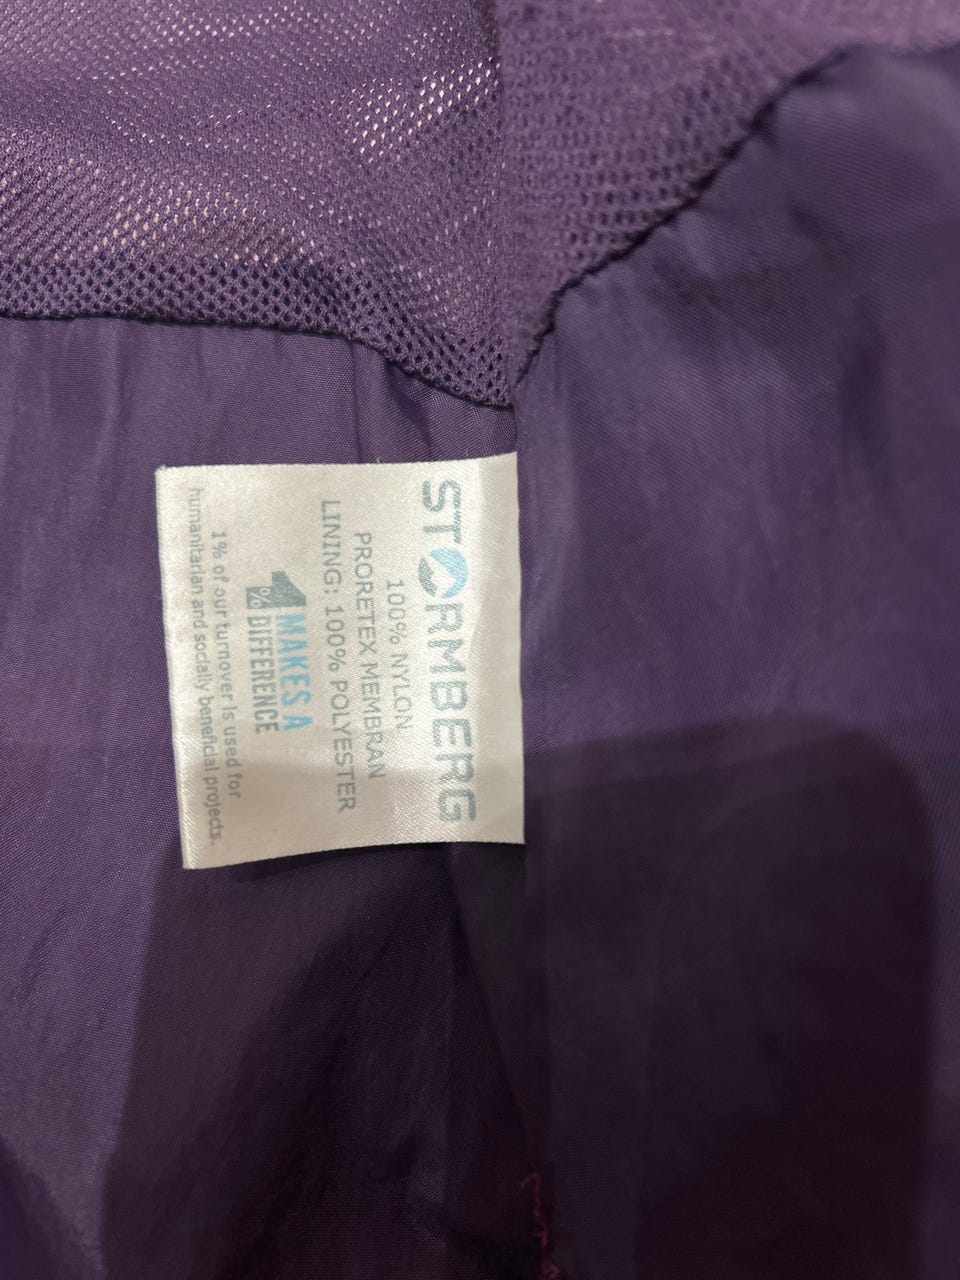 STORMBERG
100% NYLON
PRORETEX MEMBRAN
LINING: 100% POLYESTER
1%
MAKES A
DIFFERENCE
1% of our turnover is used for
humanitarian and socially beneficial projects.